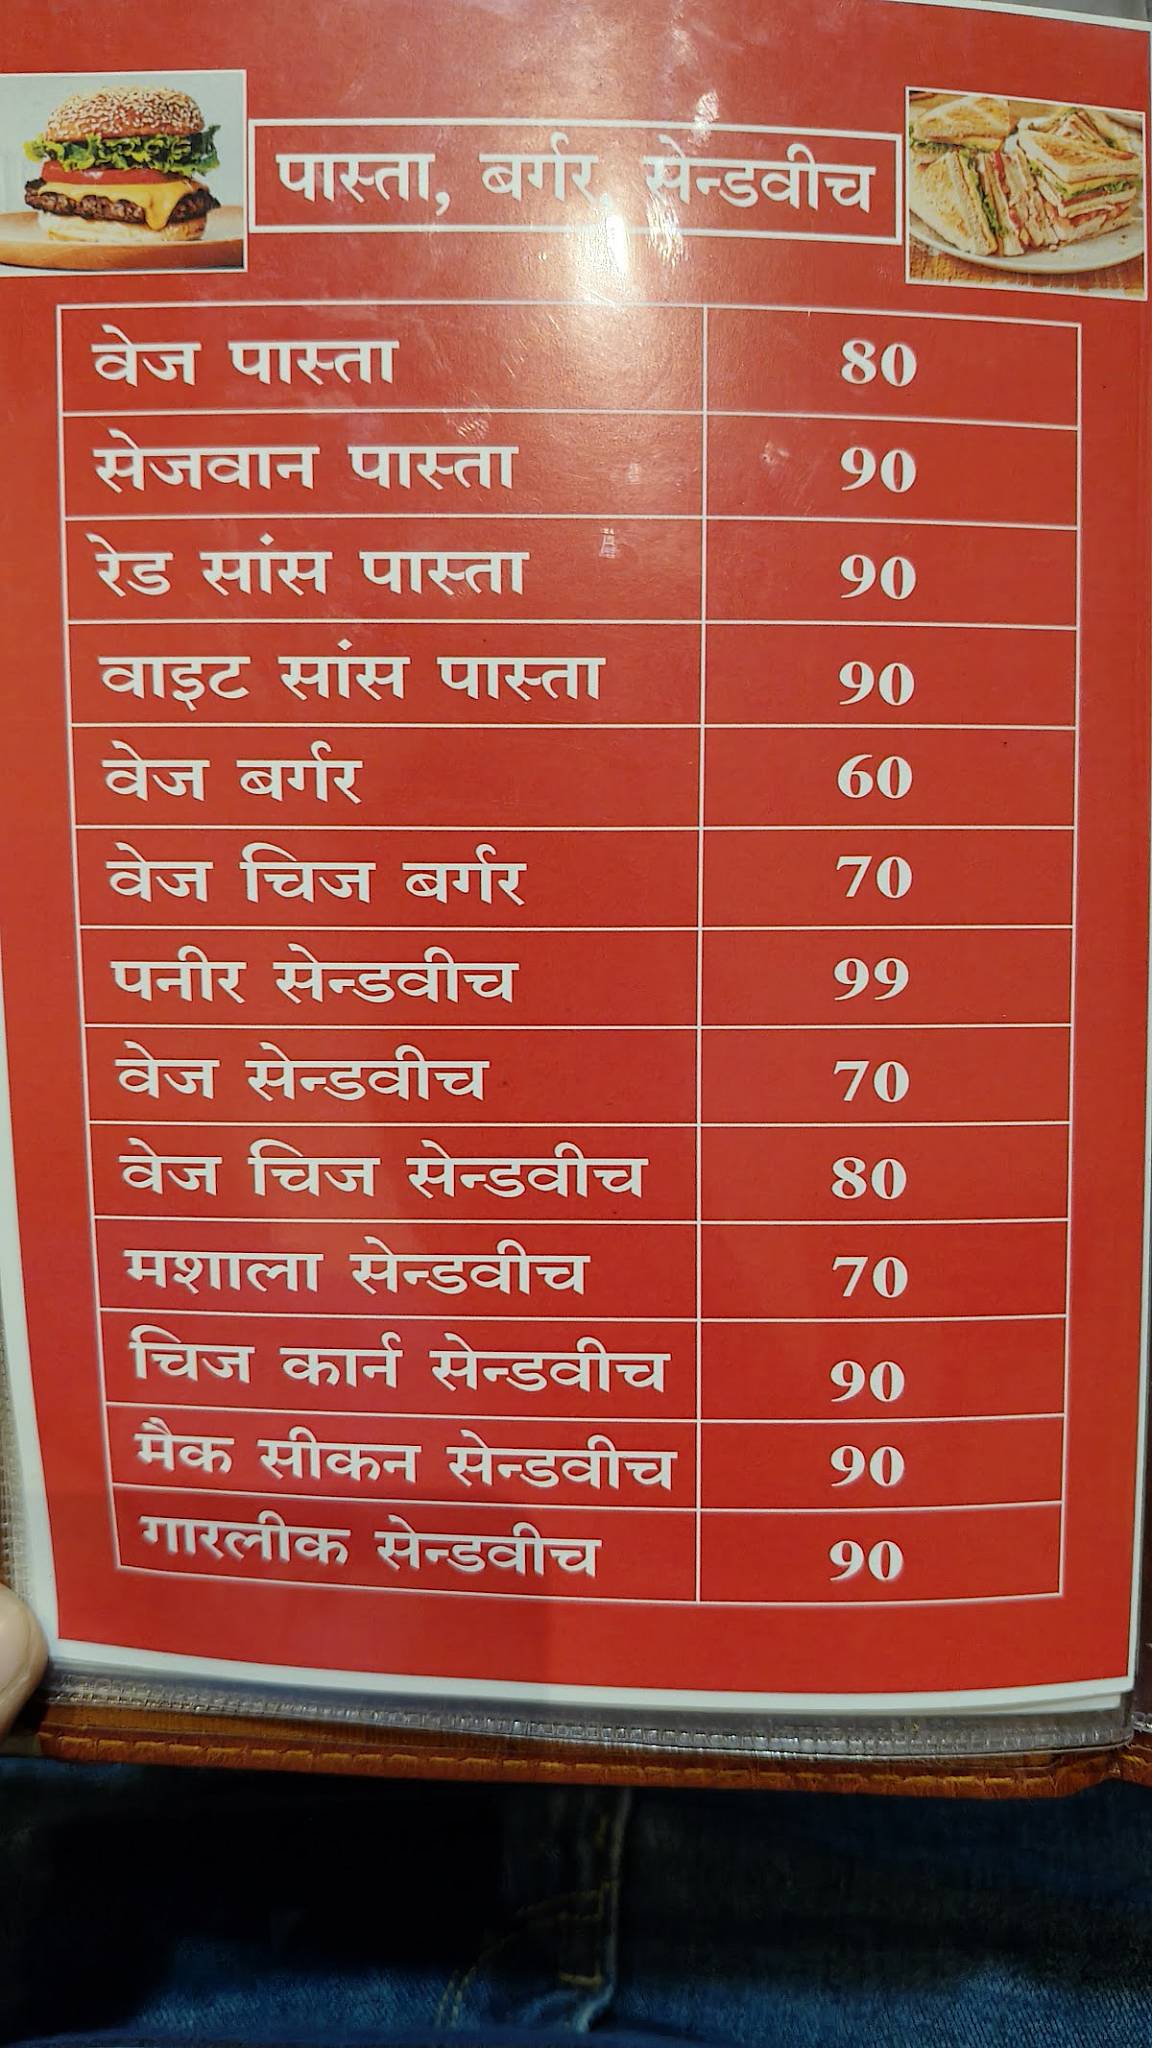 पास्ता, बर्गर, सेन्डवीच
वेज पास्ता 80
सेजवान पास्ता 90
रेड सांस पास्ता 90
वाइट सांस पास्ता 90
वेज बर्गर 60
वेज चिज बर्गर 70
पनीर सेन्डवीच 99
वेज सेन्डवीच 70
वेज चिज सेन्डवीच 80
मशाला सेन्डवीच 70
चिज कार्न सेन्डवीच 90
मैक सीकन सेन्डवीच 90
गारलीक सेन्डवीच 90